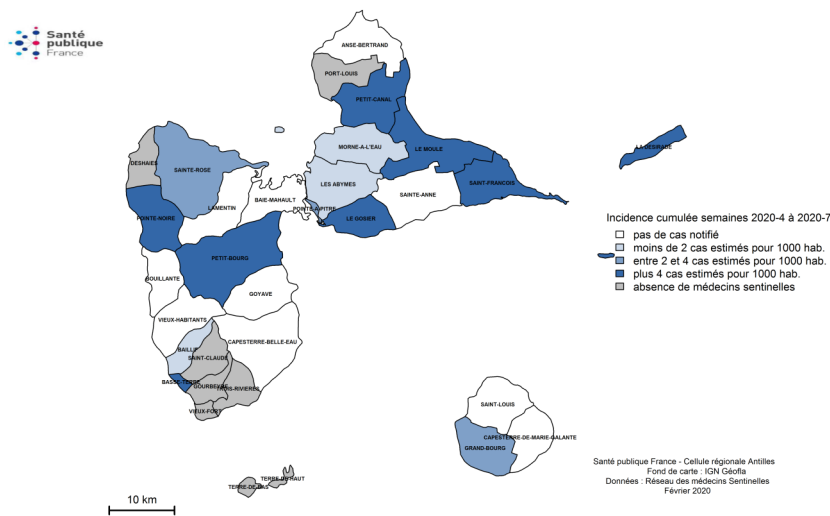 Santé
publique
France
ANSE-BERTRAND
PORT-LOUIS
PETIT-CANAL
MORNE-A-L'EAU
LE MOULE
LA DESIRADE
DESHAIES
SAINTE-ROSE
LES ABYMES
SAINT-FRANCOIS
SAINTE-ANNE
LAMENTIN
BAIE-MAHAULT
POINTE-A-PITRE
POINTE-NOIRE
LE GOSIER
PETIT-BOURG
BOUILLANTE
GOYAVE
VIEUX-HABITANTS
CAPESTERRE-BELLE-EAU
BAILLIF
SAINT-CLAUDE
BASSE-TERRE
GOURBEYRE
TROIS-RIVIERES
VIEUX-FORT
SAINT-LOUIS
CAPESTERRE-DE-MARIE-GALANTE
GRAND-BOURG
TERRE-DE-HAUT
TERRE-DE-BAS
10 km
Incidence cumulée semaines 2020-4 à 2020-7
pas de cas notifié
moins de 2 cas estimés pour 1000 hab.
entre 2 et 4 cas estimés pour 1000 hab.
plus 4 cas estimés pour 1000 hab.
absence de médecins sentinelles
Santé publique France - Cellule régionale Antilles
Fond de carte : IGN Géofla
Données : Réseau des médecins Sentinelles
Février 2020